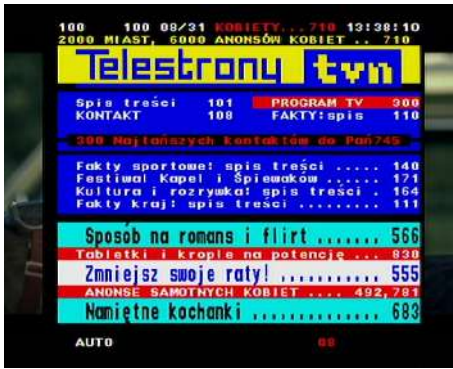 100 100 08/31 KOBIETY...710 13:38:10
2000 MIAST, 6000 ANONSÓW KOBIET .. 710
Telestrony tvn
Spis treści 101 PROGRAM TV 300
KONTAKT 108 FAKTY:spis 110
300 Najtańszych kontaktów do Pań745
Fakty sportowe: spis treści ..... 140
Festiwal Kapel i Śpiewaków ...... 171
Kultura i rozrywka: spis treści . 164
Fakty kraj: spis treści ......... 111
Sposób na romans i flirt ....... 566
Tabletki i krople na potencję ... 838
Zmniejsz swoje raty! ........... 555
ANONSE SAMOTNYCH KOBIET .... 492,781
Namiętne kochanki .............. 683
AUTO 08